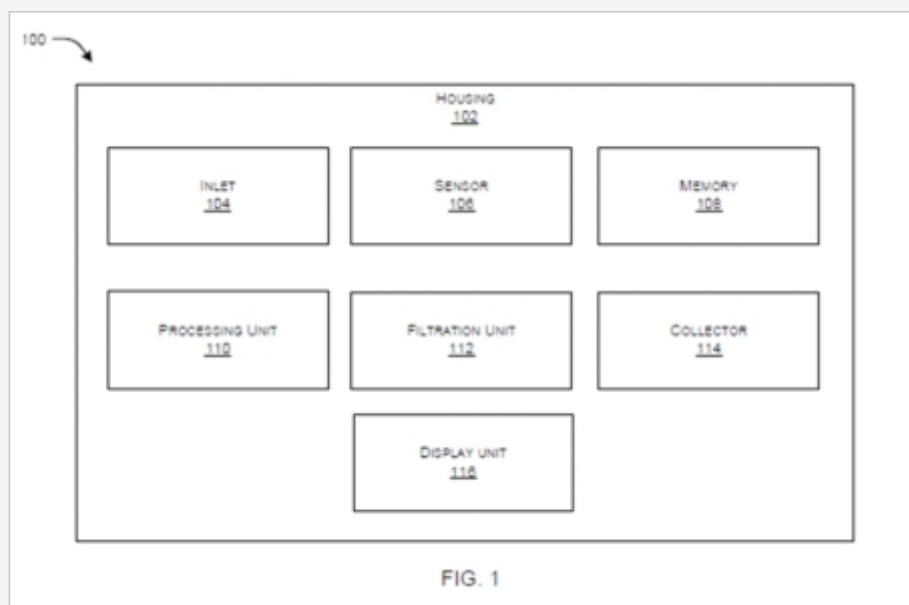 100
HOUSING
102
INLET
104
SENSOR
106
MEMORY
108
PROCESSING UNIT
110
FILTRATION UNIT
112
COLLECTOR
114
DISPLAY UNIT
116
FIG. 1